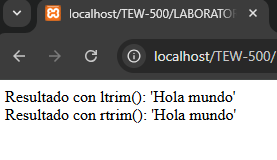 localhost/TEW-500/LABORATO
localhost/TEW-500/
Resultado con ltrim(): 'Hola mundo'
Resultado con rtrim(): 'Hola mundo'